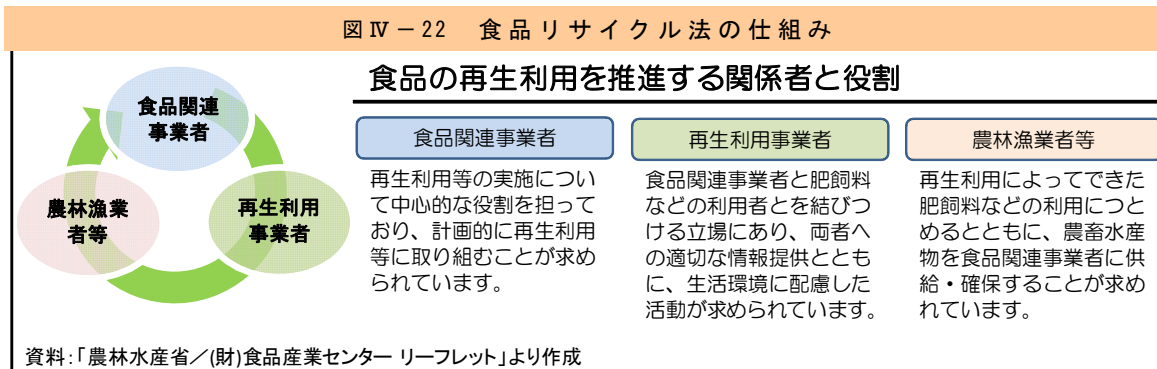 図Ⅳ－22 食品リサイクル法の仕組み
食品の再生利用を推進する関係者と役割
食品関連
事業者
農林漁業
者等
再生利用
事業者
食品関連事業者
再生利用等の実施につい
て中心的な役割を担って
おり、計画的に再生利用
等に取り組むことが求め
られています。
再生利用事業者
食品関連事業者と肥飼料
などの利用者とを結びつ
ける立場にあり、両者へ
の適切な情報提供ととも
に、生活環境に配慮した
活動が求められています。
農林漁業者等
再生利用によってできた
肥飼料などの利用につと
めるとともに、農畜水産
物を食品関連事業者に供
給・確保することが求め
れています。
資料：「農林水産省／(財)食品産業センター リーフレット」より作成